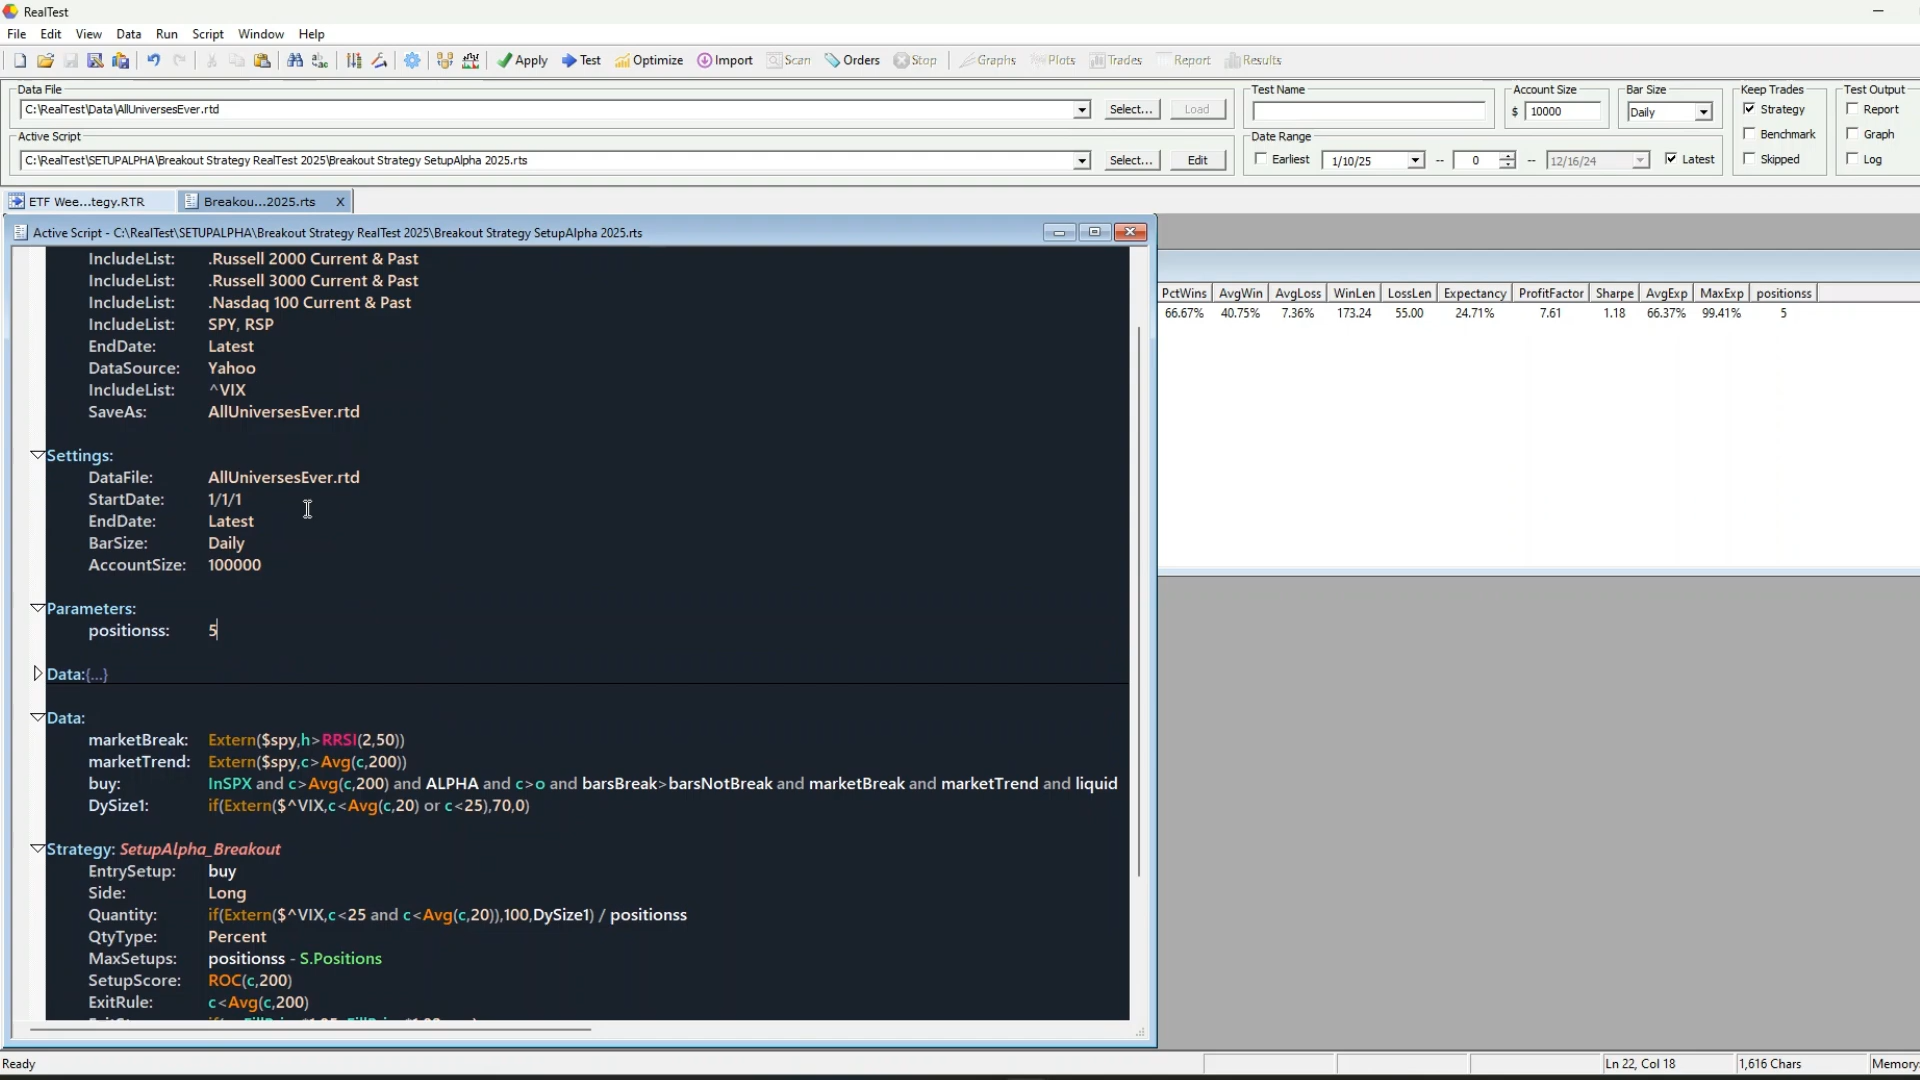 RealTest
File Edit View Data Run Script Window Help
Apply Test Optimize Import Scan Orders Stop Graphs Plots Trades Report Results
Data File
C:\RealTest\Data\AllUniversesEver.rtd Select... Load
Active Script
C:\RealTest\SETUPALPHA\Breakout Strategy RealTest 2025\Breakout Strategy SetupAlpha 2025.rts Select... Edit
Test Name
Account Size
$ 10000
Bar Size
Daily
Date Range
Earliest 1/10/25 -- 0 -- 12/16/24 Latest
Keep Trades
Strategy
Benchmark
Skipped
Test Output
Report
Graph
Log
ETF Wee...tegy.RTR Breakou...2025.rts X
Active Script - C:\RealTest\SETUPALPHA\Breakout Strategy RealTest 2025\Breakout Strategy SetupAlpha 2025.rts
IncludeList: .Russell 2000 Current & Past
IncludeList: .Russell 3000 Current & Past
IncludeList: .Nasdaq 100 Current & Past
IncludeList: SPY, RSP
EndDate: Latest
DataSource: Yahoo
IncludeList: ^VIX
SaveAs: AllUniversesEver.rtd
Settings:
DataFile: AllUniversesEver.rtd
StartDate: 1/1/1
EndDate: Latest
BarSize: Daily
AccountSize: 100000
Parameters:
positionss: 5
Data:{...}
Data:
marketBreak: Extern($spy,h>RRSI(2,50))
marketTrend: Extern($spy,c>Avg(c,200))
buy: InSPX and c>Avg(c,200) and ALPHA and c>o and barsBreak>barsNotBreak and marketBreak and marketTrend and liquid
DySize1: if(Extern($^VIX,c<Avg(c,20) or c<25),70,0)
Strategy: SetupAlpha_Breakout
EntrySetup: buy
Side: Long
Quantity: if(Extern($^VIX,c<25 and c<Avg(c,20)),100,DySize1) / positionss
QtyType: Percent
MaxSetups: positionss - S.Positions
SetupScore: ROC(c,200)
ExitRule: c<Avg(c,200)
PctWins AvgWin AvgLoss WinLen LossLen Expectancy ProfitFactor Sharpe AvgExp MaxExp positionss
66.67% 40.75% 7.36% 173.24 55.00 24.71% 7.61 1.18 66.37% 99.41% 5
Ready Ln 22, Col 18 1,616 Chars Memory